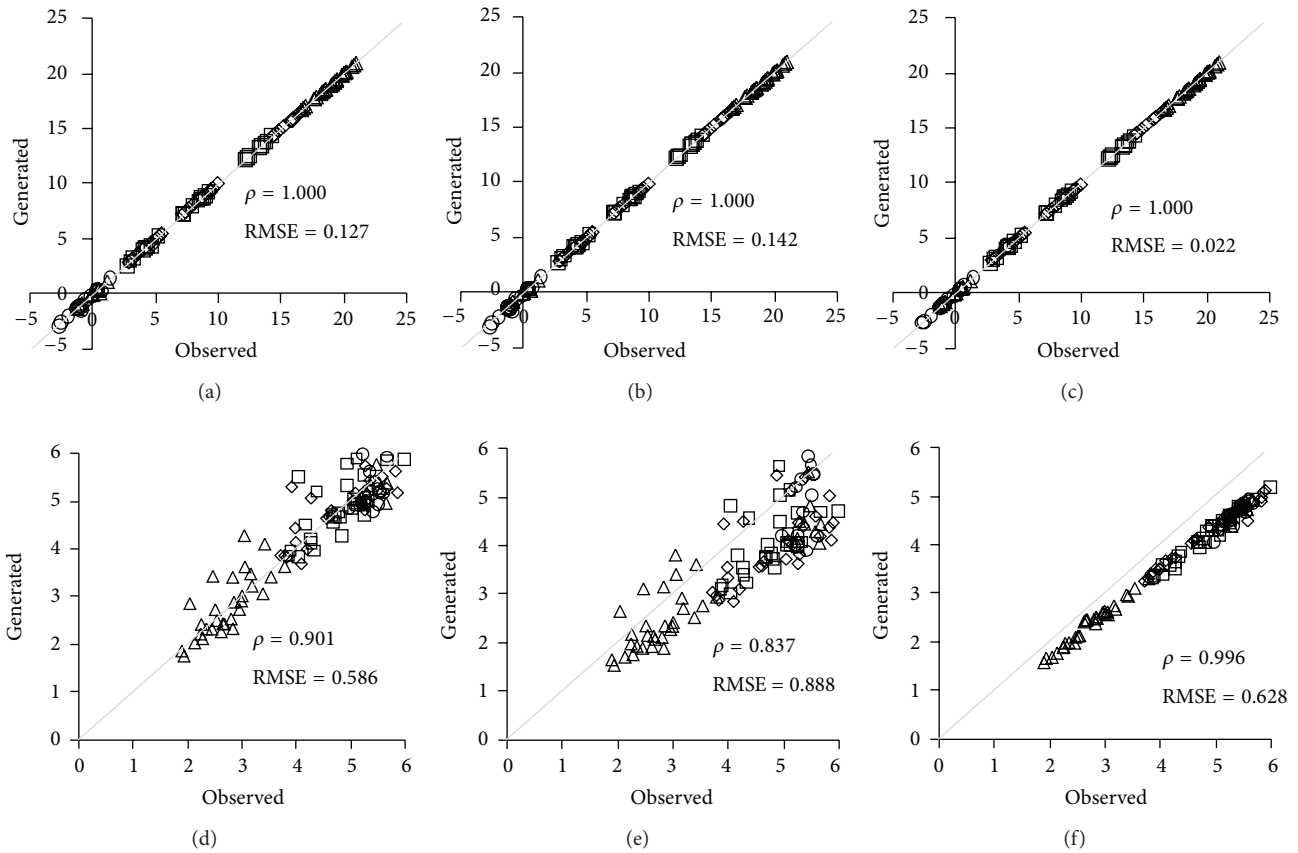 25
20
15
10
5
0
−5
−5
0
5
10
15
20
25
Generated
Observed
ρ = 1.000
RMSE = 0.127
(a)
25
20
15
10
5
0
−5
−5
0
5
10
15
20
25
Generated
Observed
ρ = 1.000
RMSE = 0.142
(b)
25
20
15
10
5
0
−5
−5
0
5
10
15
20
25
Generated
Observed
ρ = 1.000
RMSE = 0.022
(c)
6
5
4
3
2
1
0
0
1
2
3
4
5
6
Generated
Observed
ρ = 0.901
RMSE = 0.586
(d)
6
5
4
3
2
1
0
0
1
2
3
4
5
6
Generated
Observed
ρ = 0.837
RMSE = 0.888
(e)
6
5
4
3
2
1
0
0
1
2
3
4
5
6
Generated
Observed
ρ = 0.996
RMSE = 0.628
(f)